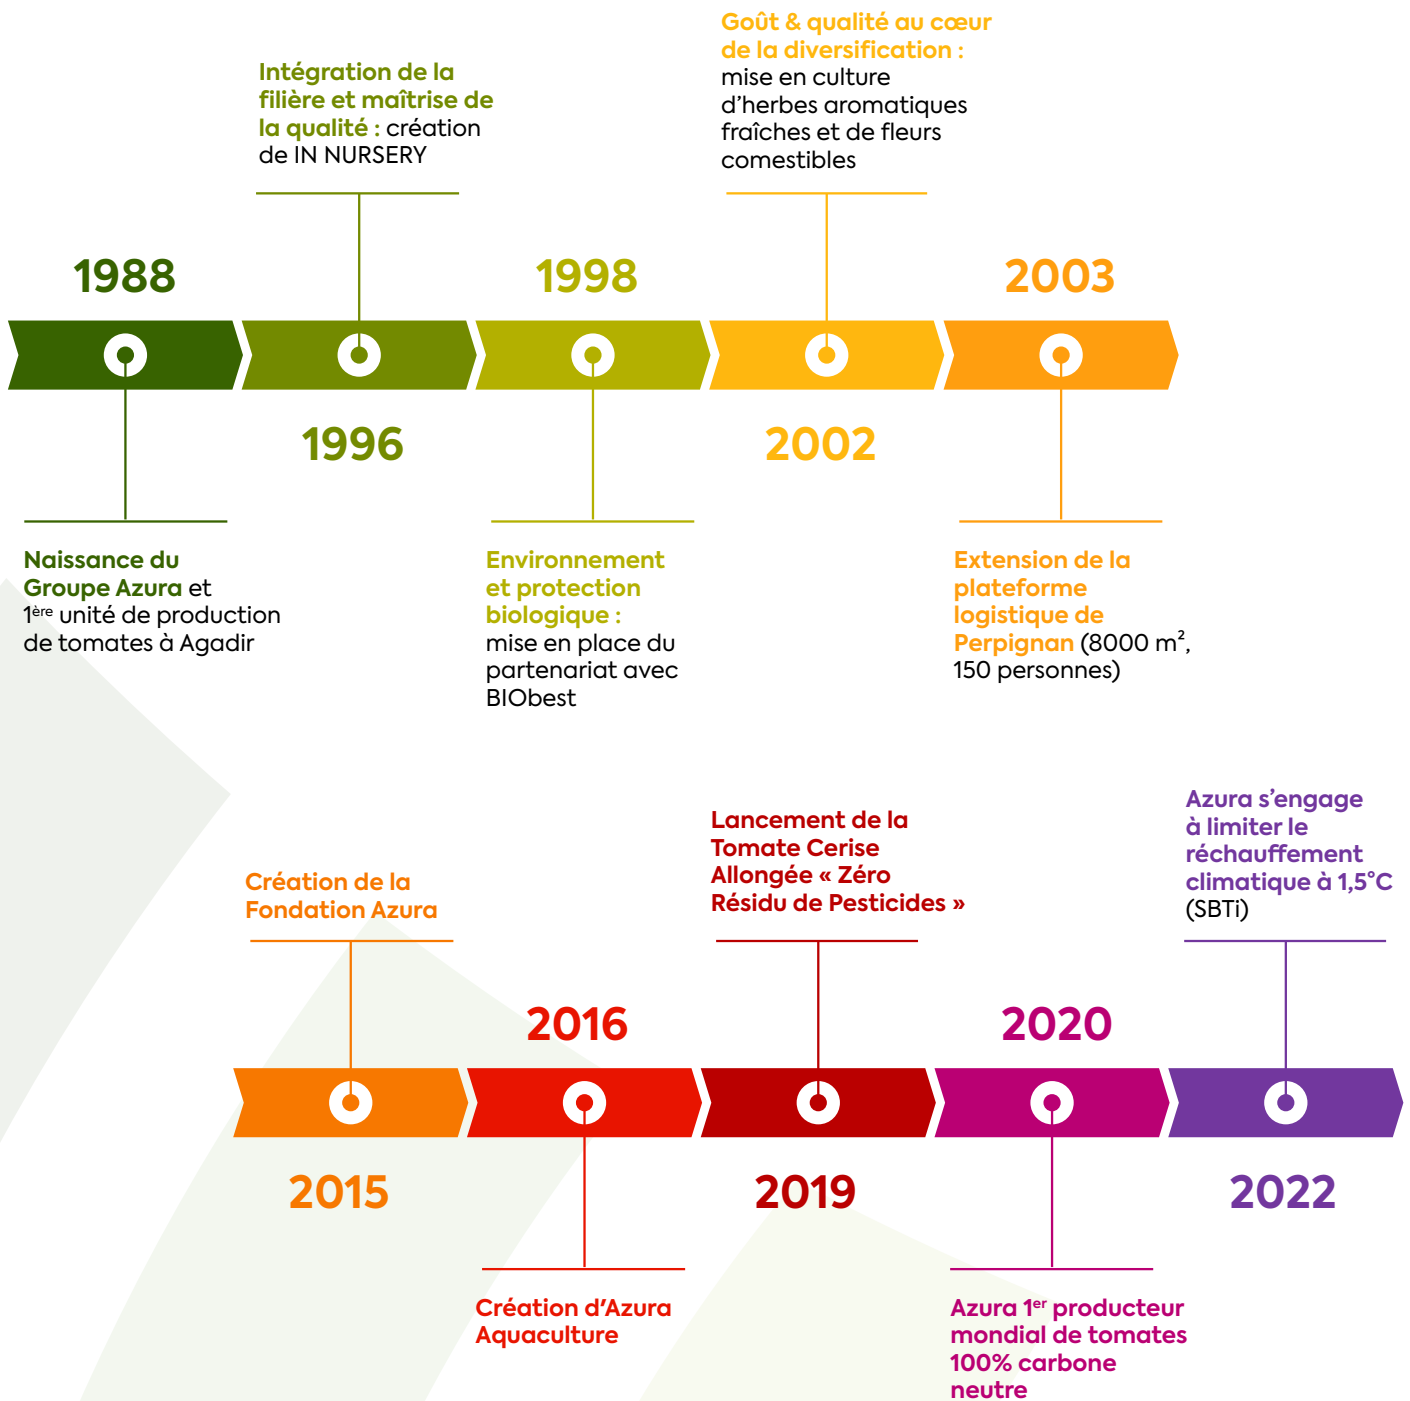 1988
Naissance du
Groupe Azura et
1ère unité de production
de tomates à Agadir
Intégration de la
filière et maîtrise de
la qualité : création
de IN NURSERY
1996
1998
Environnement
et protection
biologique :
mise en place du
partenariat avec
BIObest
Goût & qualité au cœur
de la diversification :
mise en culture
d’herbes aromatiques
fraîches et de fleurs
comestibles
2002
2003
Extension de la
plateforme
logistique de
Perpignan (8000 m²,
150 personnes)
Création de la
Fondation Azura
2015
2016
Création d’Azura
Aquaculture
Lancement de la
Tomate Cerise
Allongée « Zéro
Résidu de Pesticides »
2019
2020
Azura 1er producteur
mondial de tomates
100% carbone
neutre
Azura s’engage
à limiter le
réchauffement
climatique à 1,5°C
(SBTi)
2022